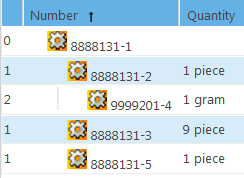 Number ↑ Quantity
0 8888131-1
1 8888131-2 1 piece
2 9999201-4 1 gram
1 8888131-3 9 piece
1 8888131-5 1 piece